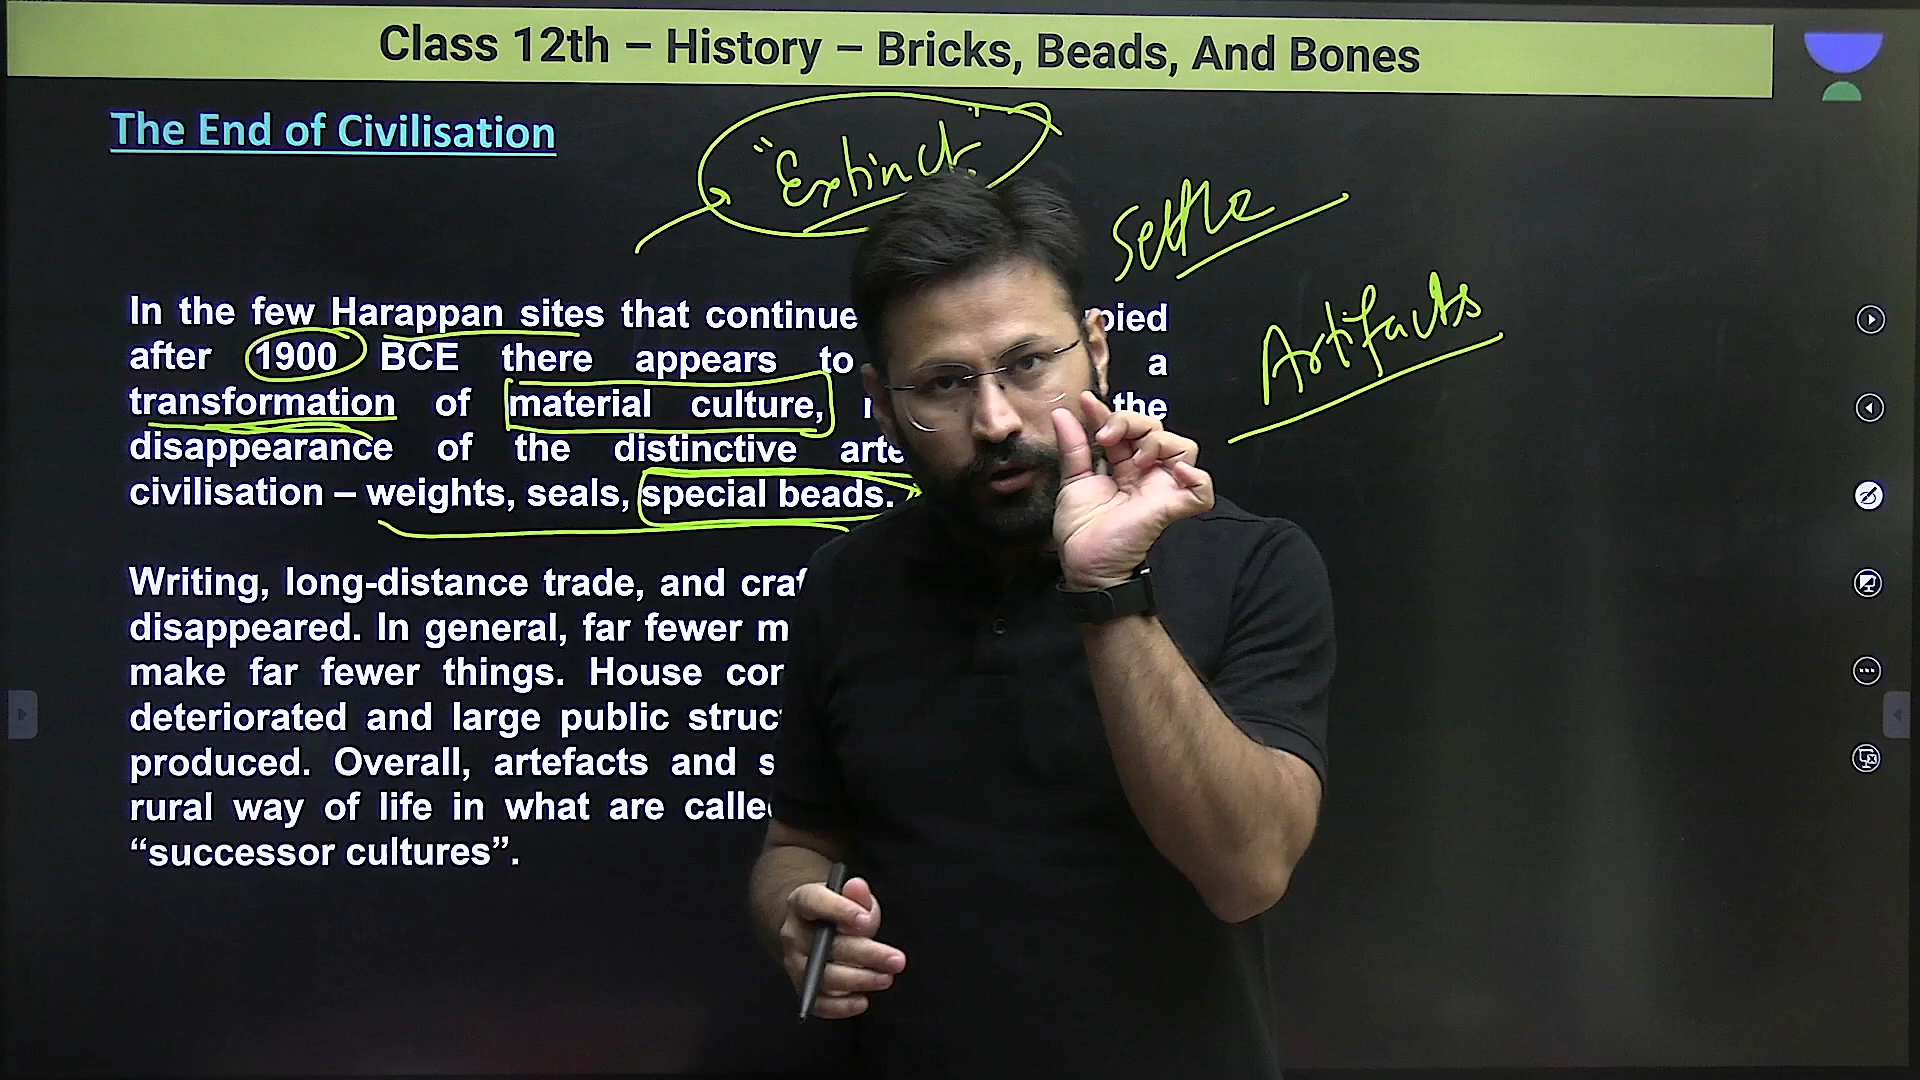 Class 12th – History – Bricks, Beads, And Bones
The End of Civilisation
"Extinct"
Settle
Artifacts
In the few Harappan sites that continue
after 1900 BCE there appears to a
transformation of material culture, the
disappearance of the distinctive
civilisation – weights, seals, special beads.
Writing, long-distance trade, and
disappeared. In general, far fewer
make far fewer things. House
deteriorated and large public
produced. Overall, artefacts and
rural way of life in what are
“successor cultures”.